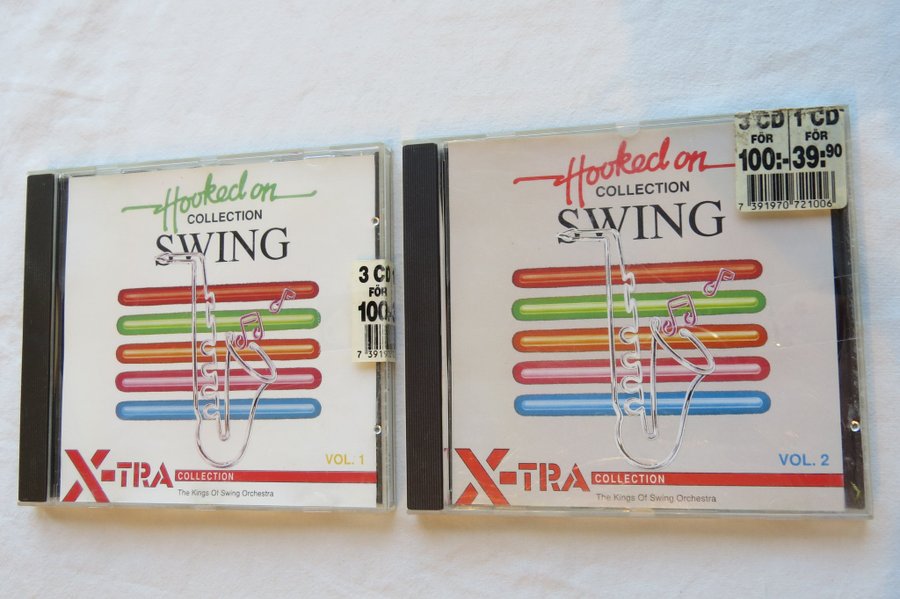 Hooked on
COLLECTION
SWING
3 CD
FÖR
100:-
VOL. 1
X-TRA
COLLECTION
The Kings Of Swing Orchestra
Hooked on
COLLECTION
SWING
3 CD 1 CD
FÖR FÖR
100:- 39:90
7 391970 721006
VOL. 2
X-TRA
COLLECTION
The Kings Of Swing Orchestra